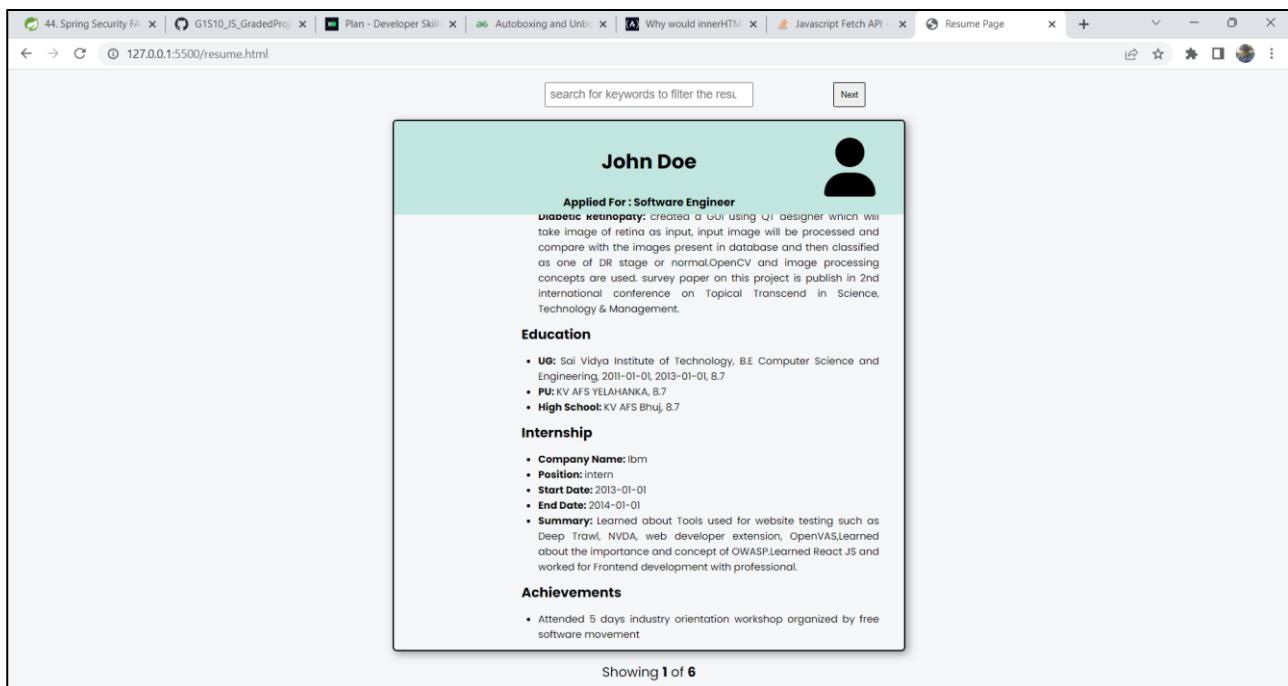 44. Spring Security FA
G1S10_JS_GradedProj
Plan - Developer Skill
Autoboxing and Unbo
Why would innerHTM
Javascript Fetch API -
Resume Page
127.0.0.1:5500/resume.html
search for keywords to filter the resu
Next
John Doe
Applied For : Software Engineer
Diabetic Retinopaty: created a GUI using QT designer which will
take image of retina as input, input image will be processed and
compare with the images present in database and then classified
as one of DR stage or normal.OpenCV and image processing
concepts are used. survey paper on this project is publish in 2nd
international conference on Topical Transcend in Science,
Technology & Management.
Education
• UG: Sai Vidya Institute of Technology, B.E Computer Science and
Engineering, 2011-01-01, 2013-01-01, 8.7
• PU: KV AFS YELAHANKA, 8.7
• High School: KV AFS Bhuj, 8.7
Internship
• Company Name: Ibm
• Position: intern
• Start Date: 2013-01-01
• End Date: 2014-01-01
• Summary: Learned about Tools used for website testing such as
Deep Trawl, NVDA, web developer extension, OpenVAS,Learned
about the importance and concept of OWASP.Learned React JS and
worked for Frontend development with professional.
Achievements
• Attended 5 days industry orientation workshop organized by free
software movement
Showing 1 of 6